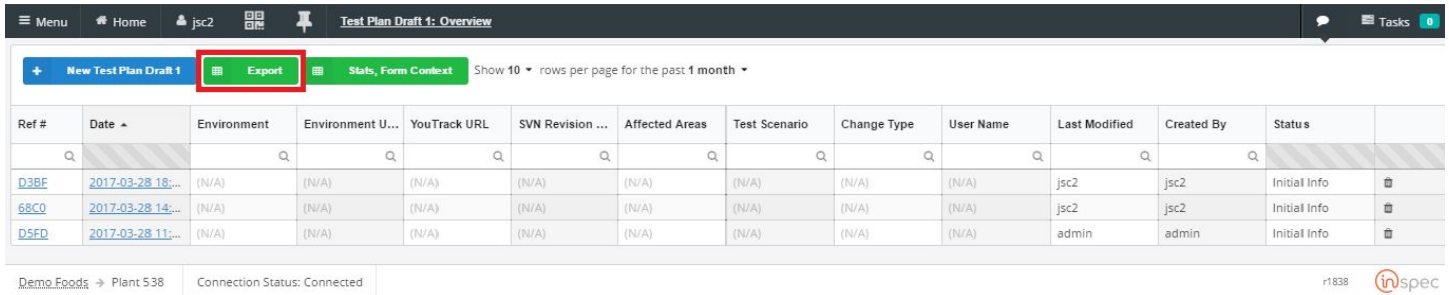 Menu Home jsc2 Test Plan Draft 1: Overview Tasks 0
+ New Test Plan Draft 1 Export Stats, Form Context Show 10 rows per page for the past 1 month
Ref # Date Environment Environment U... YouTrack URL SVN Revision ... Affected Areas Test Scenario Change Type User Name Last Modified Created By Status
D3BF 2017-03-28 18:... (N/A) (N/A) (N/A) (N/A) (N/A) (N/A) (N/A) (N/A) jsc2 jsc2 Initial Info
68C0 2017-03-28 14:... (N/A) (N/A) (N/A) (N/A) (N/A) (N/A) (N/A) (N/A) jsc2 jsc2 Initial Info
D5FD 2017-03-28 11:... (N/A) (N/A) (N/A) (N/A) (N/A) (N/A) (N/A) (N/A) admin admin Initial Info
Demo Foods → Plant 538 Connection Status: Connected r1838 inspec